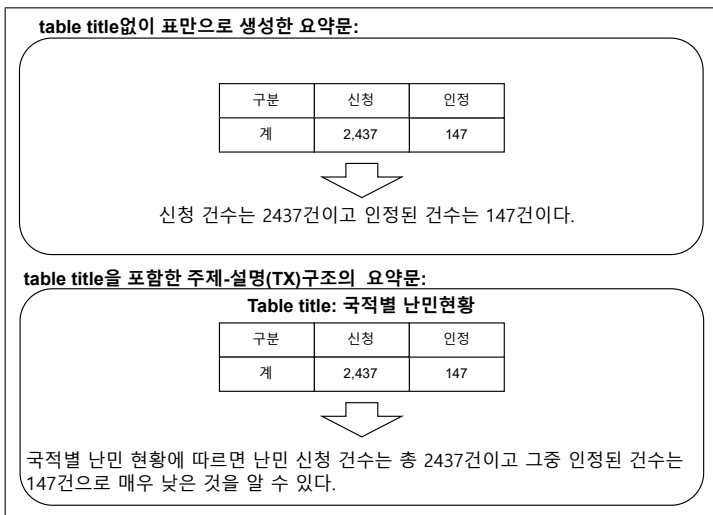 table title없이 표만으로 생성한 요약문:
구분 신청 인정
계 2,437 147
신청 건수는 2437건이고 인정된 건수는 147건이다.
table title을 포함한 주제-설명(TX)구조의 요약문:
Table title: 국적별 난민현황
구분 신청 인정
계 2,437 147
국적별 난민 현황에 따르면 난민 신청 건수는 총 2437건이고 그중 인정된 건수는
147건으로 매우 낮은 것을 알 수 있다.